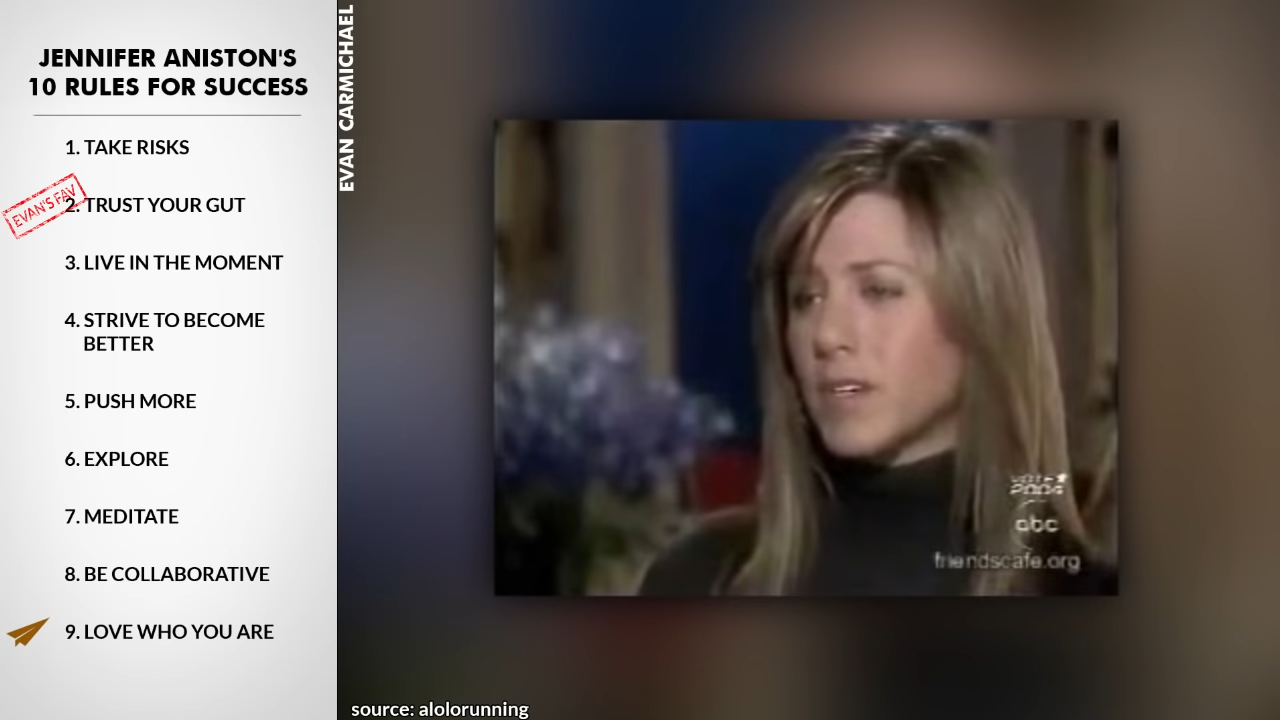 JENNIFER ANISTON'S
10 RULES FOR SUCCESS
1. TAKE RISKS
EVAN'S FAV
2. TRUST YOUR GUT
3. LIVE IN THE MOMENT
4. STRIVE TO BECOME
BETTER
5. PUSH MORE
6. EXPLORE
7. MEDITATE
8. BE COLLABORATIVE
9. LOVE WHO YOU ARE
EVAN CARMICHAEL
VOTE
2004
abc
friendscafe.org
source: alolorunning